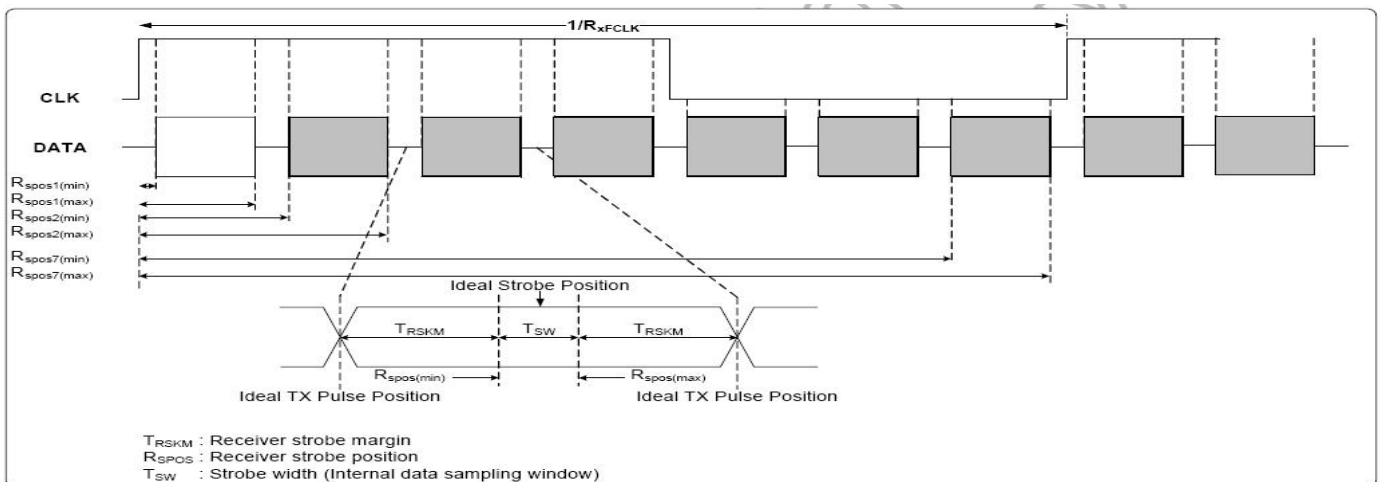 1/RxFCLK
CLK
DATA
Rspos1(min)
Rspos1(max)
Rspos2(min)
Rspos2(max)
Rspos7(min)
Rspos7(max)
Ideal Strobe Position
TRSKM TSW TRSKM
Rspos(min) Rspos(max)
Ideal TX Pulse Position Ideal TX Pulse Position
TRSKM : Receiver strobe margin
RSPOS : Receiver strobe position
TSW : Strobe width (Internal data sampling window)